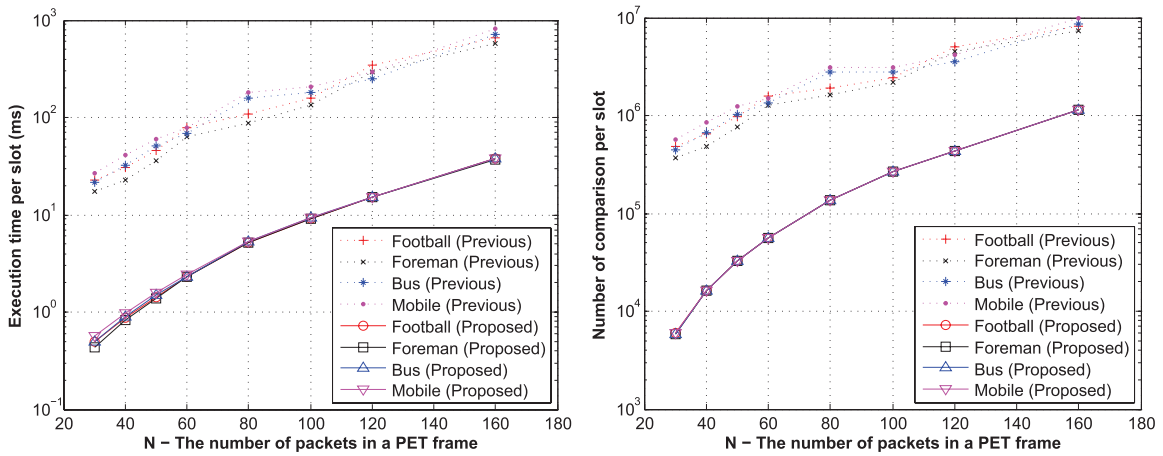 10^3
10^2
10^1
10^0
10^−1
Execution time per slot (ms)
20 40 60 80 100 120 140 160 180
N − The number of packets in a PET frame
Football (Previous)
Foreman (Previous)
Bus (Previous)
Mobile (Previous)
Football (Proposed)
Foreman (Proposed)
Bus (Proposed)
Mobile (Proposed)
10^7
10^6
10^5
10^4
10^3
Number of comparison per slot
20 40 60 80 100 120 140 160 180
N − The number of packets in a PET frame
Football (Previous)
Foreman (Previous)
Bus (Previous)
Mobile (Previous)
Football (Proposed)
Foreman (Proposed)
Bus (Proposed)
Mobile (Proposed)